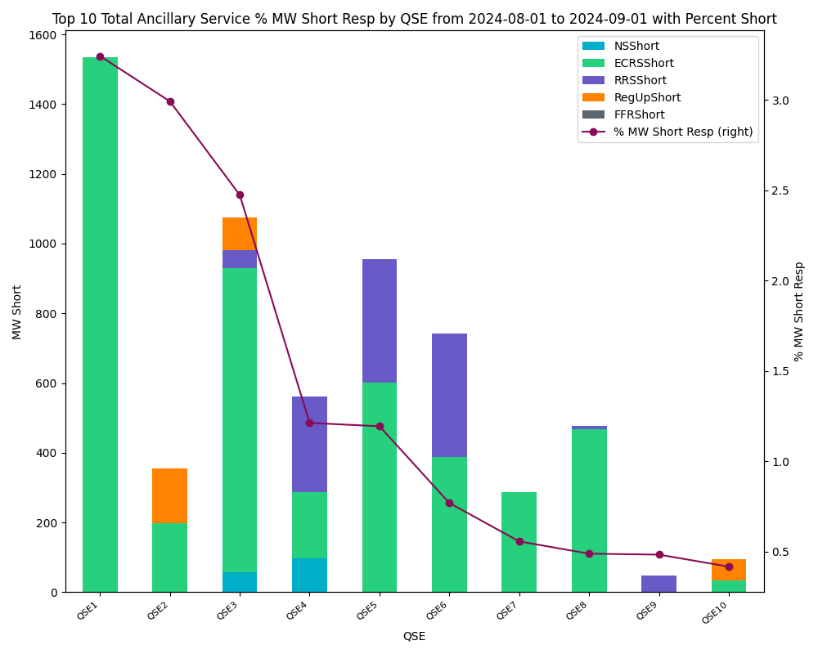 Top 10 Total Ancillary Service % MW Short Resp by QSE from 2024-08-01 to 2024-09-01 with Percent Short
NSShort
ECRSShort
RRSShort
RegUpShort
FFRShort
% MW Short Resp (right)
MW Short
1600
1400
1200
1000
800
600
400
200
0
3.0
2.5
2.0
1.5
1.0
0.5
% MW Short Resp
QSE1
QSE2
QSE3
QSE4
QSE5
QSE6
QSE7
QSE8
QSE9
QSE10
QSE